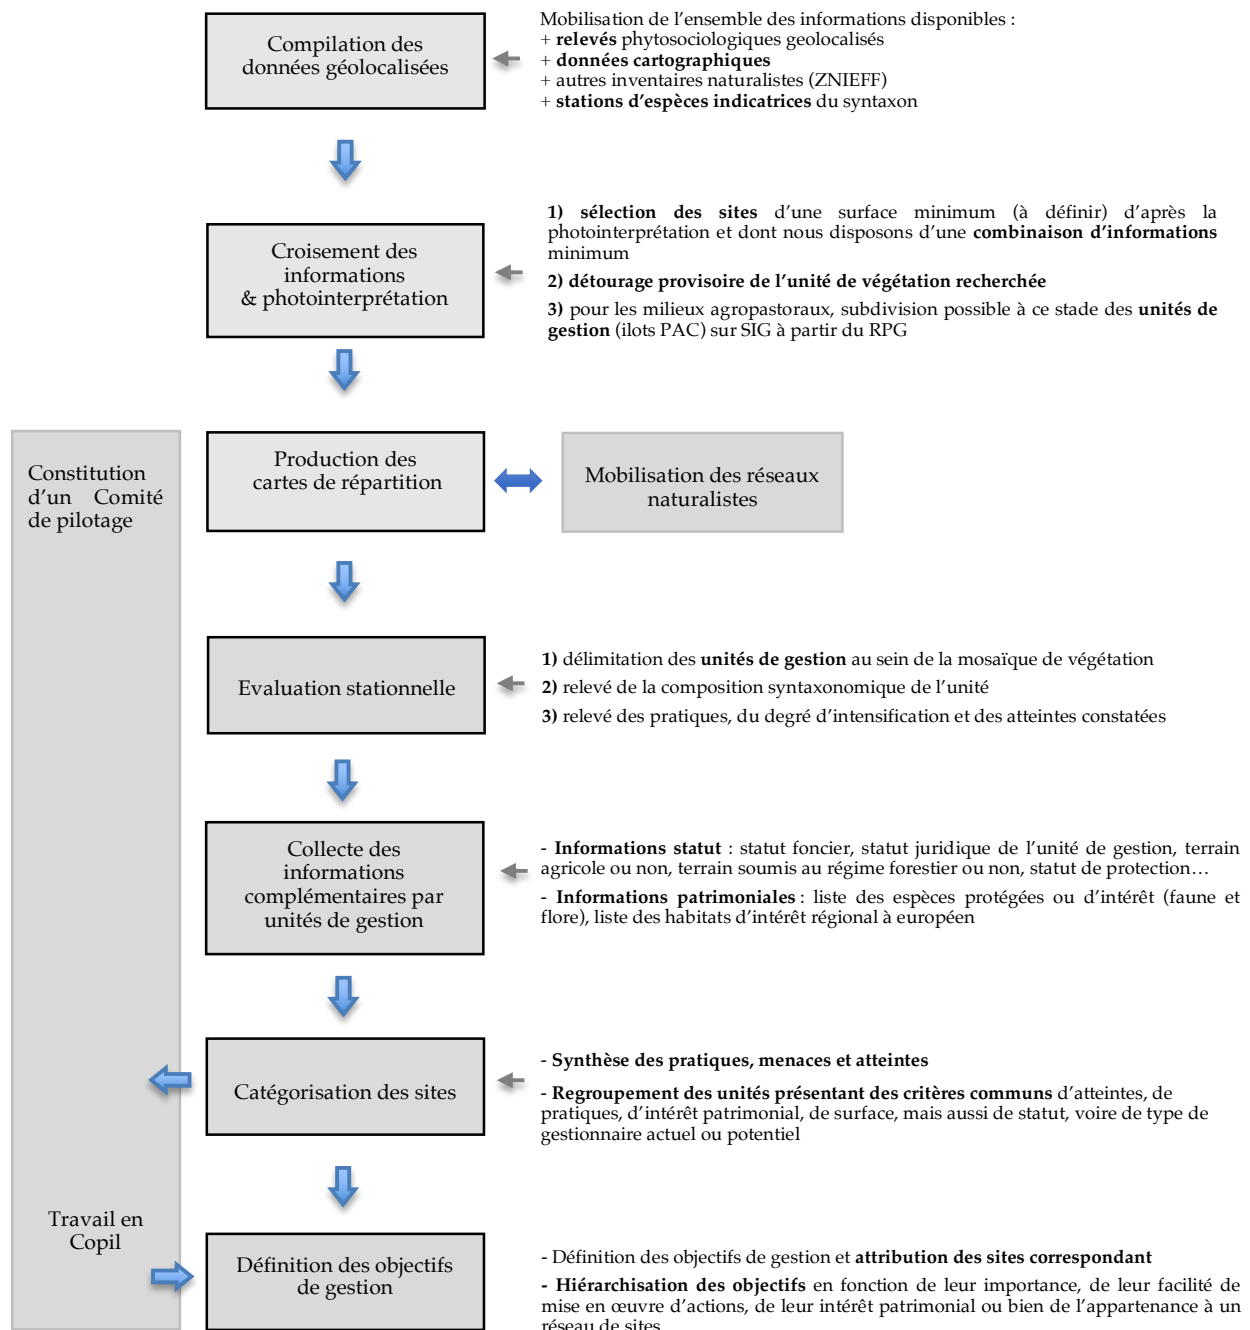 Compilation des
données géolocalisées
Mobilisation de l’ensemble des informations disponibles :
+ relevés phytosociologiques geolocalisés
+ données cartographiques
+ autres inventaires naturalistes (ZNIEFF)
+ stations d’espèces indicatrices du syntaxon
Croisement des
informations
& photointerprétation
1) sélection des sites d’une surface minimum (à définir) d’après la
photointerprétation et dont nous disposons d’une combinaison d’informations
minimum
2) détourage provisoire de l’unité de végétation recherchée
3) pour les milieux agropastoraux, subdivision possible à ce stade des unités de
gestion (ilots PAC) sur SIG à partir du RPG
Constitution
d’un Comité
de pilotage
Production des
cartes de répartition
Mobilisation des réseaux
naturalistes
Evaluation stationnelle
1) délimitation des unités de gestion au sein de la mosaïque de végétation
2) relevé de la composition syntaxonomique de l’unité
3) relevé des pratiques, du degré d’intensification et des atteintes constatées
Collecte des
informations
complémentaires par
unités de gestion
- Informations statut : statut foncier, statut juridique de l’unité de gestion, terrain
agricole ou non, terrain soumis au régime forestier ou non, statut de protection…
- Informations patrimoniales : liste des espèces protégées ou d’intérêt (faune et
flore), liste des habitats d’intérêt régional à européen
Catégorisation des sites
- Synthèse des pratiques, menaces et atteintes
- Regroupement des unités présentant des critères communs d’atteintes, de
pratiques, d’intérêt patrimonial, de surface, mais aussi de statut, voire de type de
gestionnaire actuel ou potentiel
Travail en
Copil
Définition des objectifs
de gestion
- Définition des objectifs de gestion et attribution des sites correspondant
- Hiérarchisation des objectifs en fonction de leur importance, de leur facilité de
mise en œuvre d’actions, de leur intérêt patrimonial ou bien de l’appartenance à un
réseau de sites